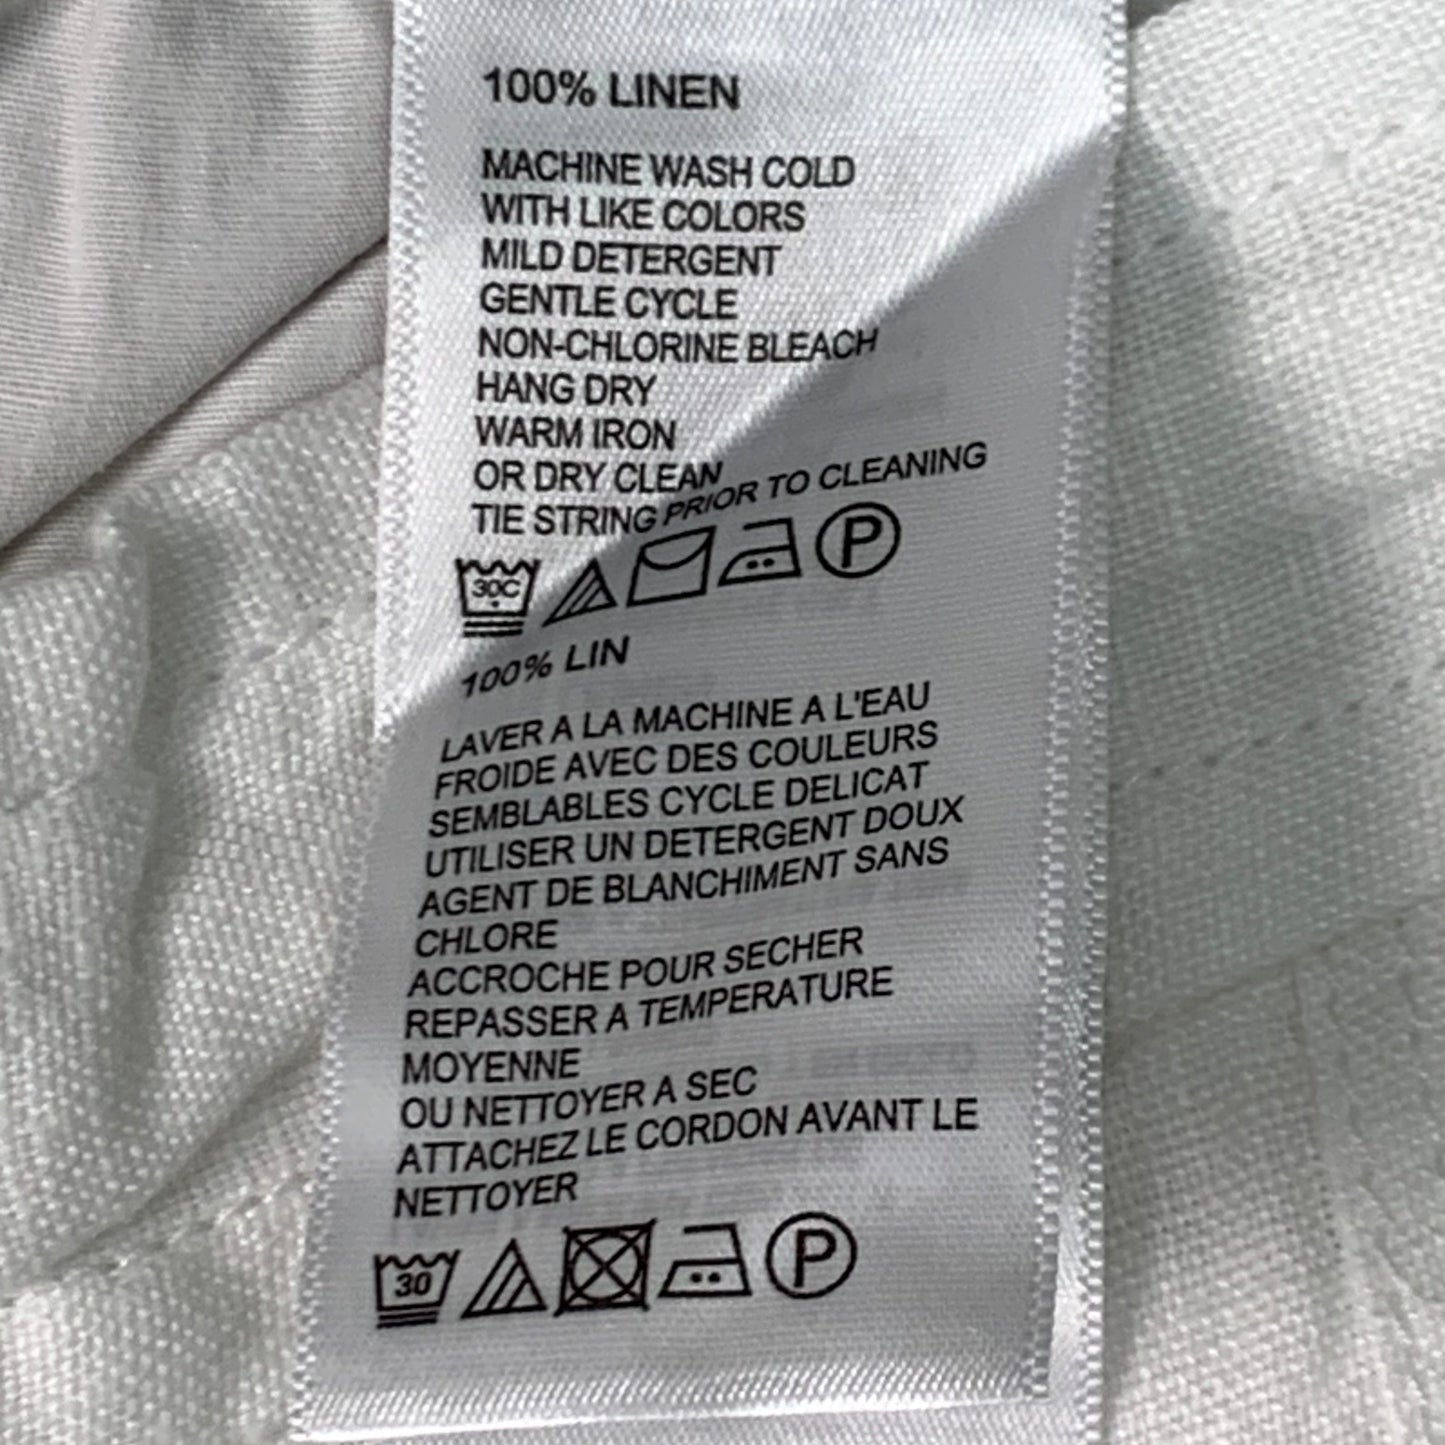 100% LINEN
MACHINE WASH COLD
WITH LIKE COLORS
MILD DETERGENT
GENTLE CYCLE
NON-CHLORINE BLEACH
HANG DRY
WARM IRON
OR DRY CLEAN
TIE STRING PRIOR TO CLEANING
30C P
100% LIN
LAVER A LA MACHINE A L'EAU
FROIDE AVEC DES COULEURS
SEMBLABLES CYCLE DELICAT
UTILISER UN DETERGENT DOUX
AGENT DE BLANCHIMENT SANS
CHLORE
ACCROCHE POUR SECHER
REPASSER A TEMPERATURE
MOYENNE
OU NETTOYER A SEC
ATTACHEZ LE CORDON AVANT LE
NETTOYER
30 P